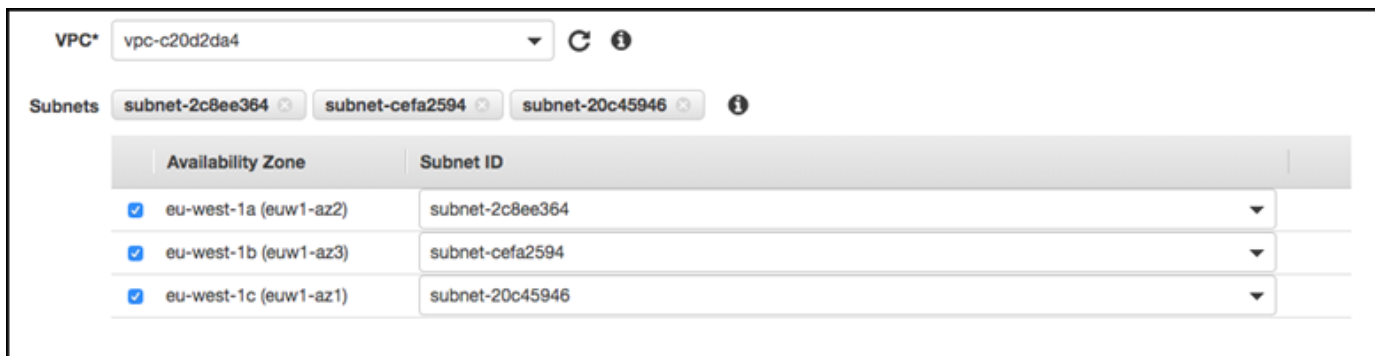 VPC* vpc-c20d2da4
Subnets subnet-2c8ee364 subnet-cefa2594 subnet-20c45946
Availability Zone Subnet ID
eu-west-1a (euw1-az2) subnet-2c8ee364
eu-west-1b (euw1-az3) subnet-cefa2594
eu-west-1c (euw1-az1) subnet-20c45946